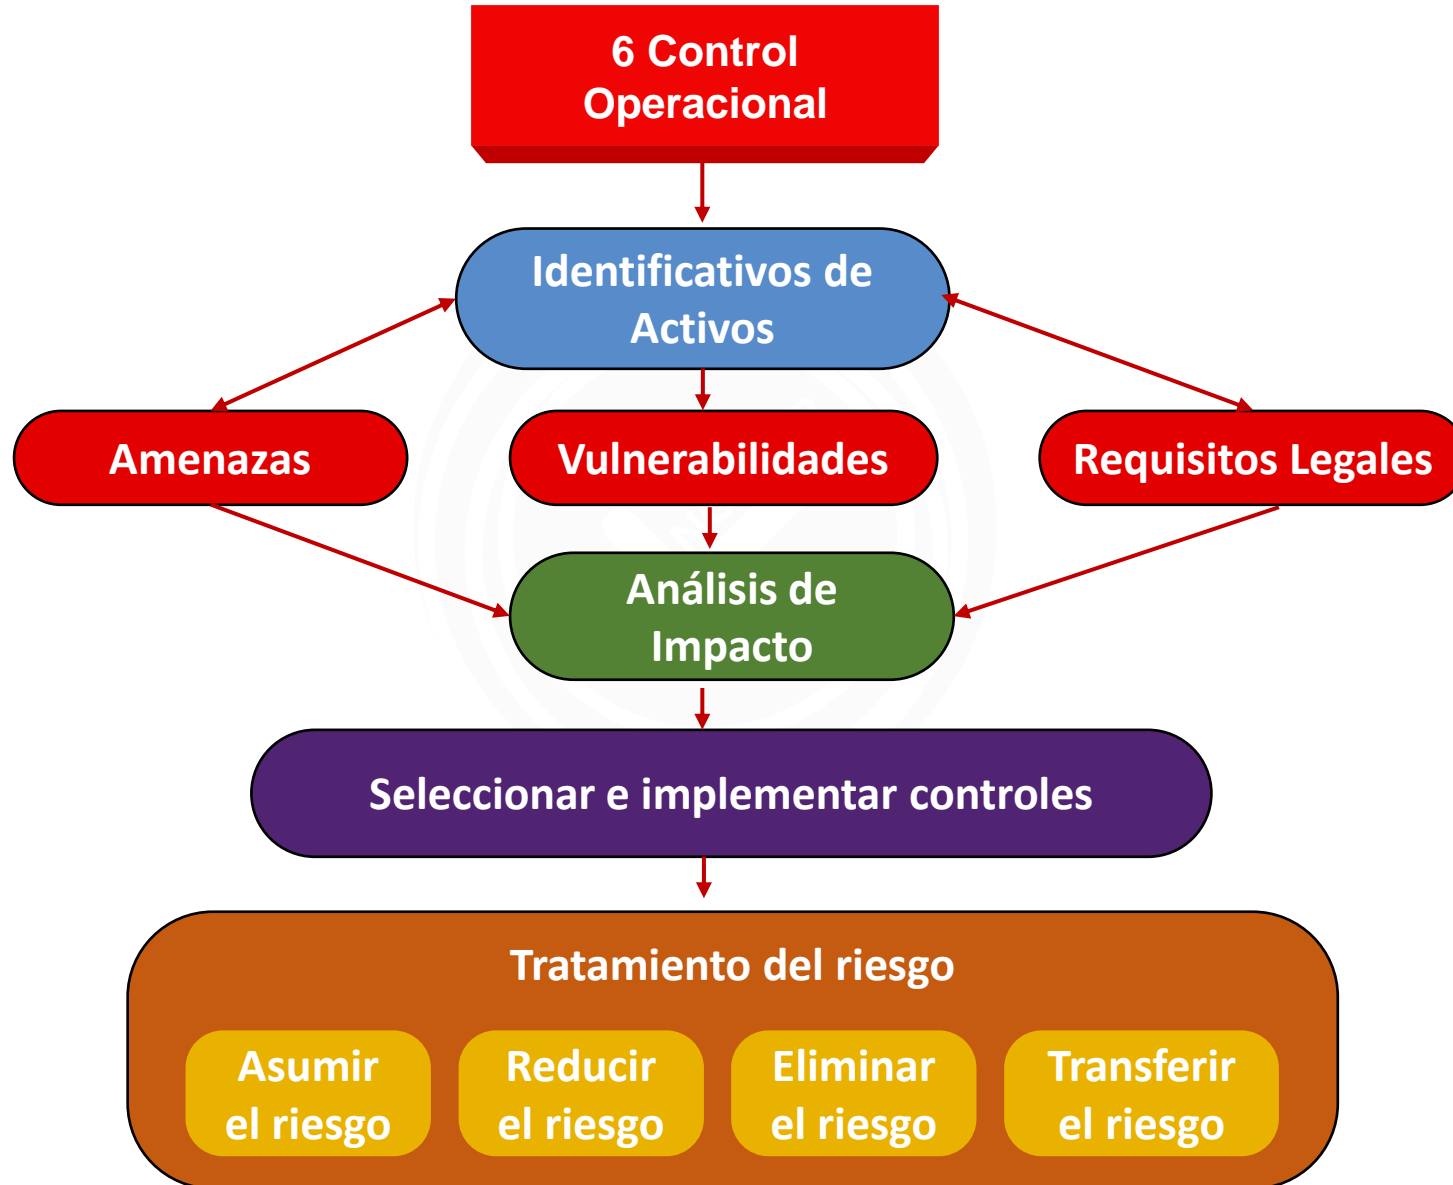 6 Control
Operacional
Identificativos de
Activos
Amenazas
Vulnerabilidades
Requisitos Legales
Análisis de
Impacto
Seleccionar e implementar controles
Tratamiento del riesgo
Asumir
el riesgo
Reducir
el riesgo
Eliminar
el riesgo
Transferir
el riesgo